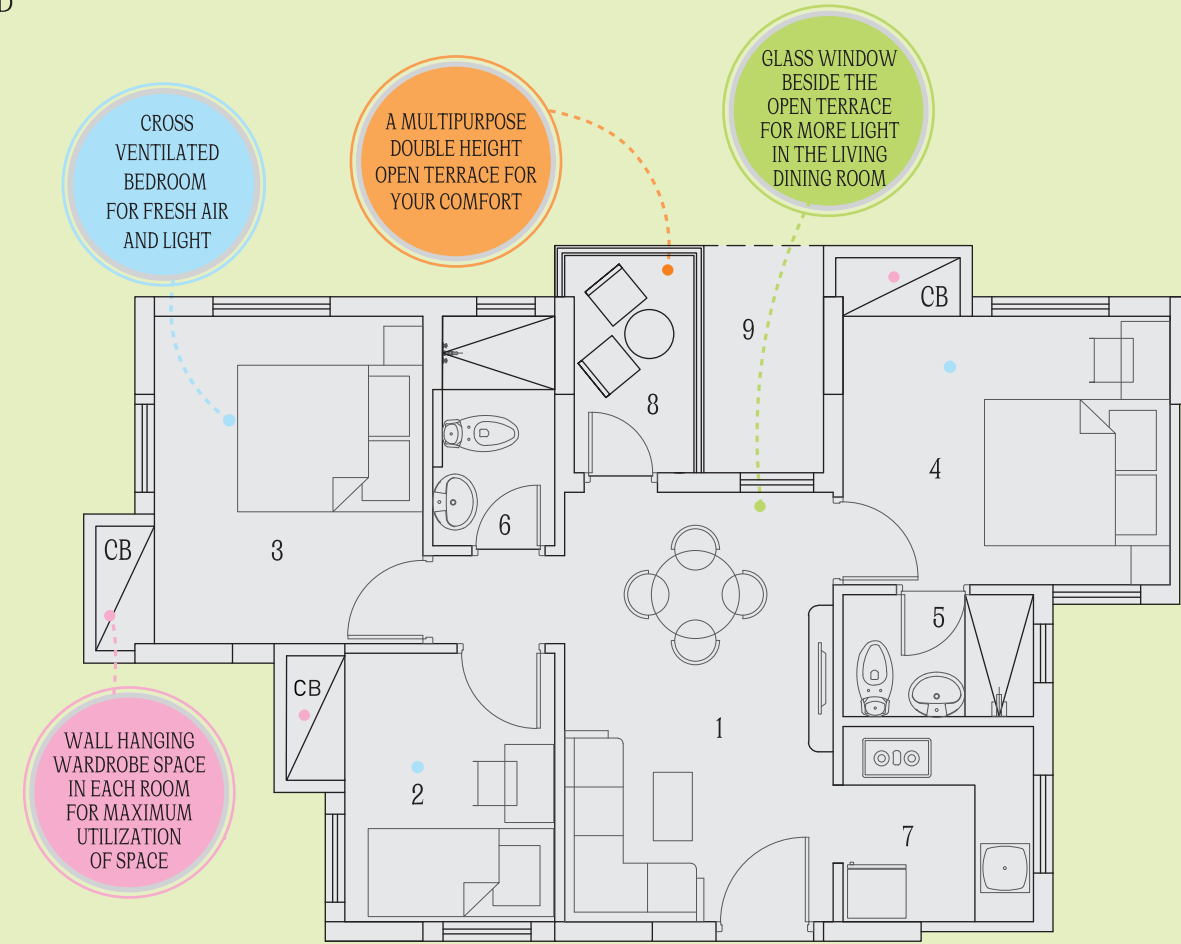 D
CROSS
VENTILATED
BEDROOM
FOR FRESH AIR
AND LIGHT
A MULTIPURPOSE
DOUBLE HEIGHT
OPEN TERRACE FOR
YOUR COMFORT
GLASS WINDOW
BESIDE THE
OPEN TERRACE
FOR MORE LIGHT
IN THE LIVING
DINING ROOM
CB
9
8
4
6
3
CB
5
CB
1
2
7
WALL HANGING
WARDROBE SPACE
IN EACH ROOM
FOR MAXIMUM
UTILIZATION
OF SPACE